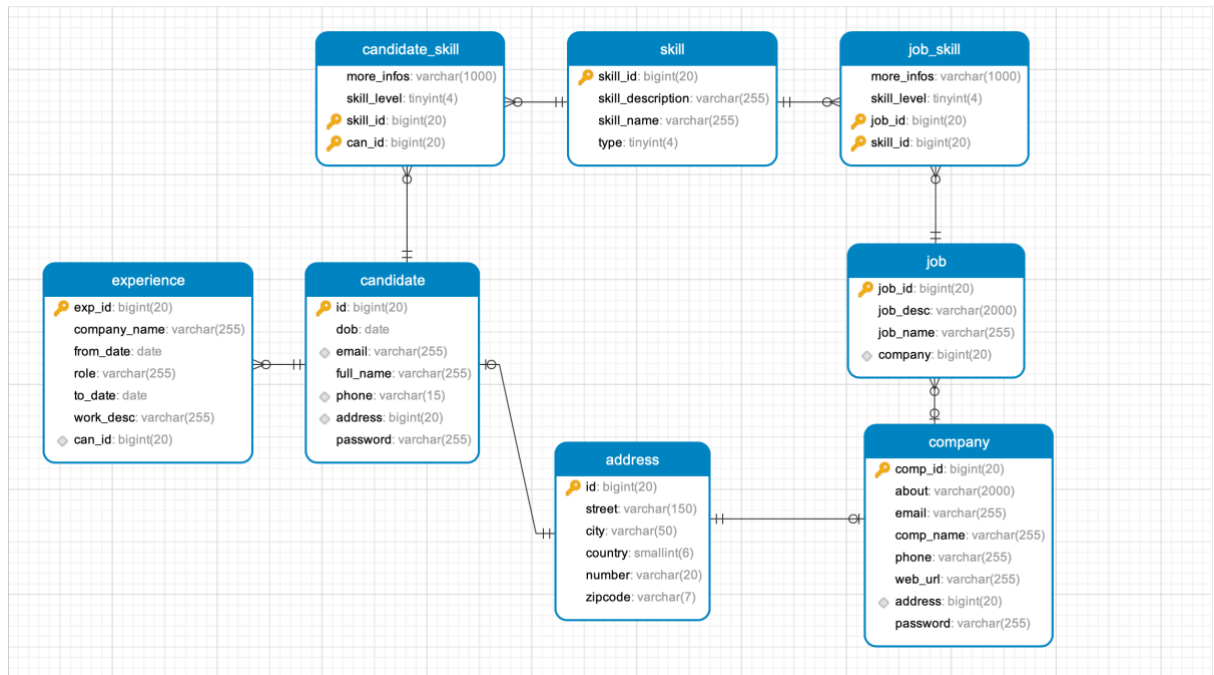 candidate_skill
more_infos: varchar(1000)
skill_level: tinyint(4)
skill_id: bigint(20)
can_id: bigint(20)
skill
skill_id: bigint(20)
skill_description: varchar(255)
skill_name: varchar(255)
type: tinyint(4)
job_skill
more_infos: varchar(1000)
skill_level: tinyint(4)
job_id: bigint(20)
skill_id: bigint(20)
experience
exp_id: bigint(20)
company_name: varchar(255)
from_date: date
role: varchar(255)
to_date: date
work_desc: varchar(255)
can_id: bigint(20)
candidate
id: bigint(20)
dob: date
email: varchar(255)
full_name: varchar(255)
phone: varchar(15)
address: bigint(20)
password: varchar(255)
job
job_id: bigint(20)
job_desc: varchar(2000)
job_name: varchar(255)
company: bigint(20)
address
id: bigint(20)
street: varchar(150)
city: varchar(50)
country: smallint(6)
number: varchar(20)
zipcode: varchar(7)
company
comp_id: bigint(20)
about: varchar(2000)
email: varchar(255)
comp_name: varchar(255)
phone: varchar(255)
web_url: varchar(255)
address: bigint(20)
password: varchar(255)